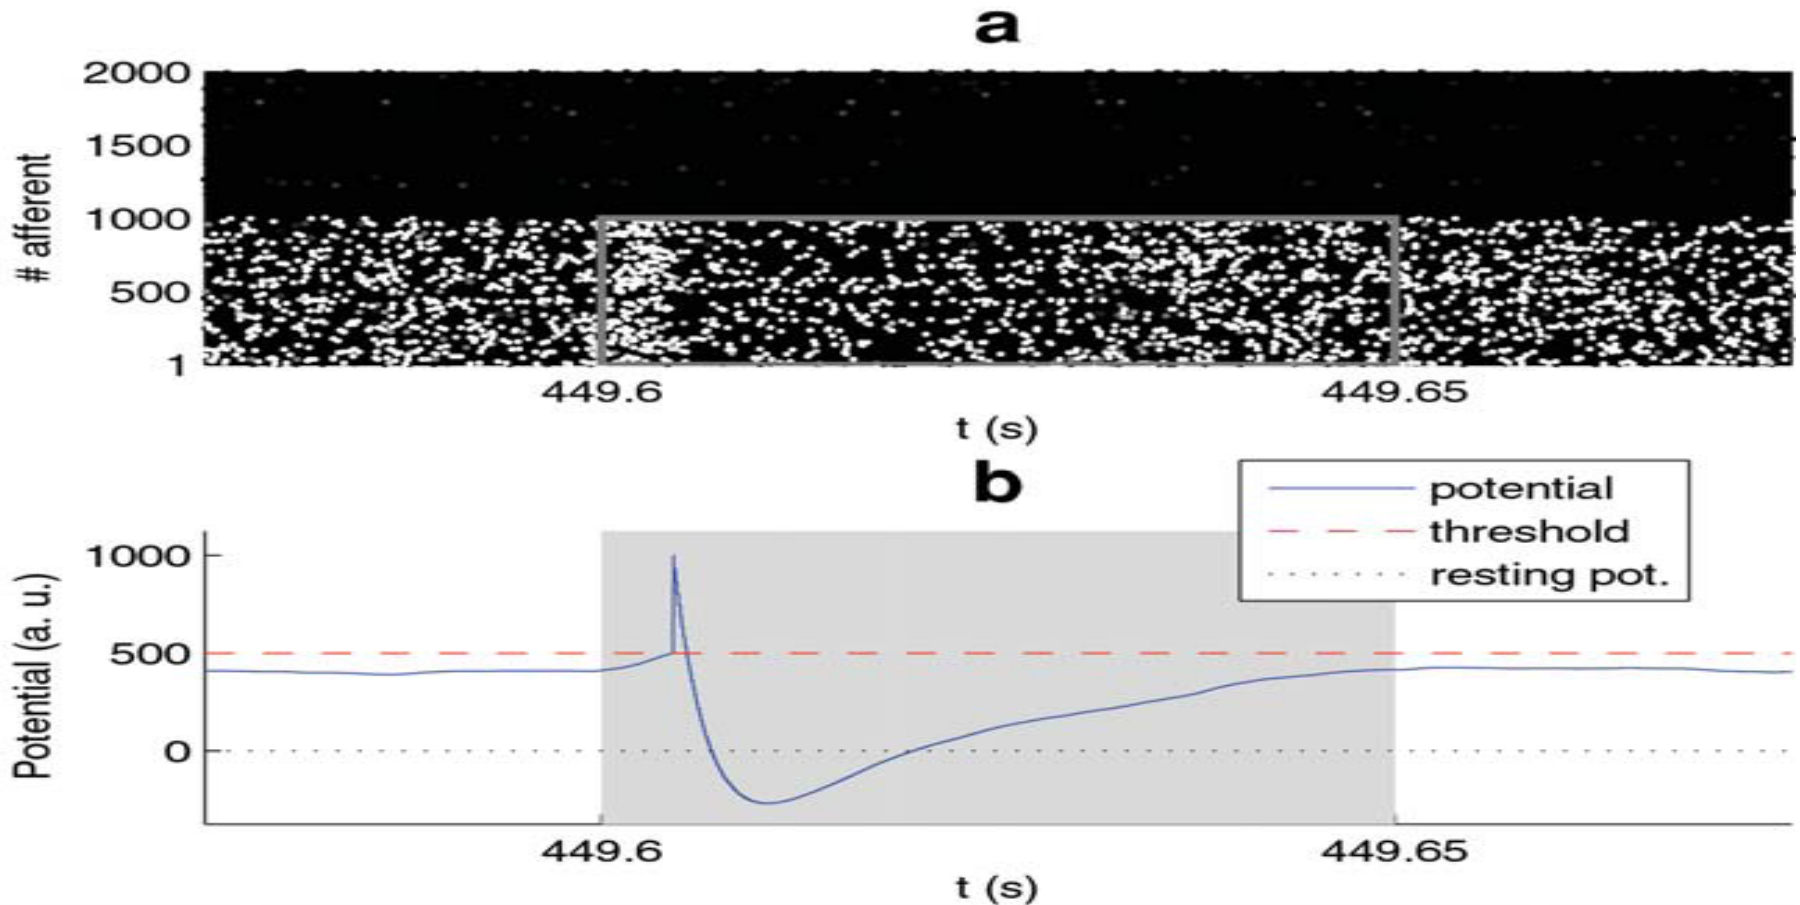 a
2000
1500
1000
500
1
# afferent
449.6 449.65
t (s)
b
potential
threshold
resting pot.
1000
500
0
Potential (a. u.)
449.6 449.65
t (s)